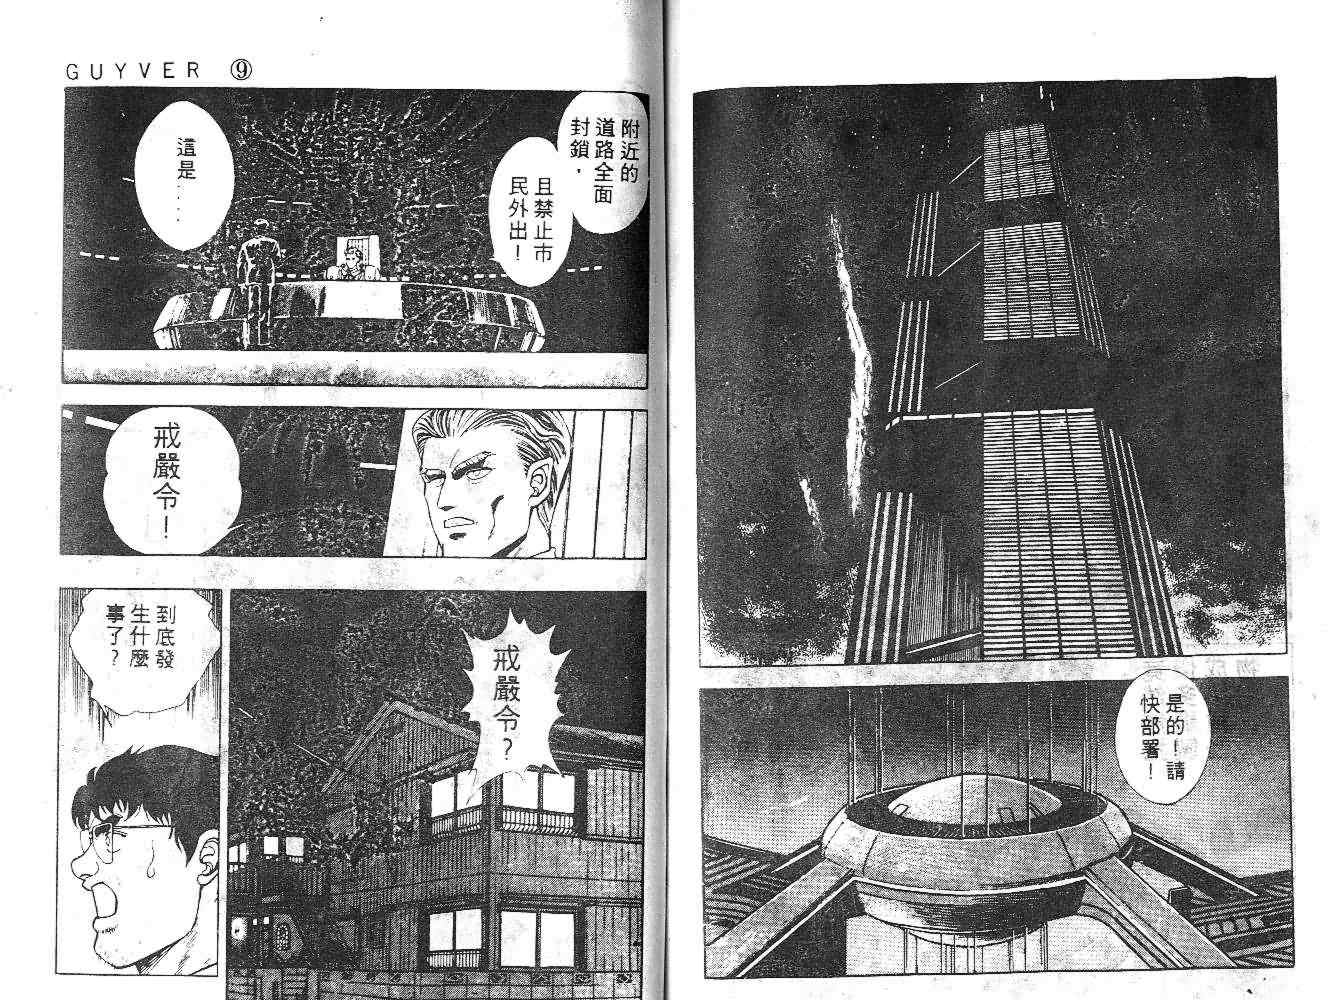 GUYVER ⑨
是的！請
快部署！
附近的
道路全面
封鎖．
且禁止市
民外出！
這是．．．．
戒嚴令！
戒嚴令？
到底發
生什麼
事了？